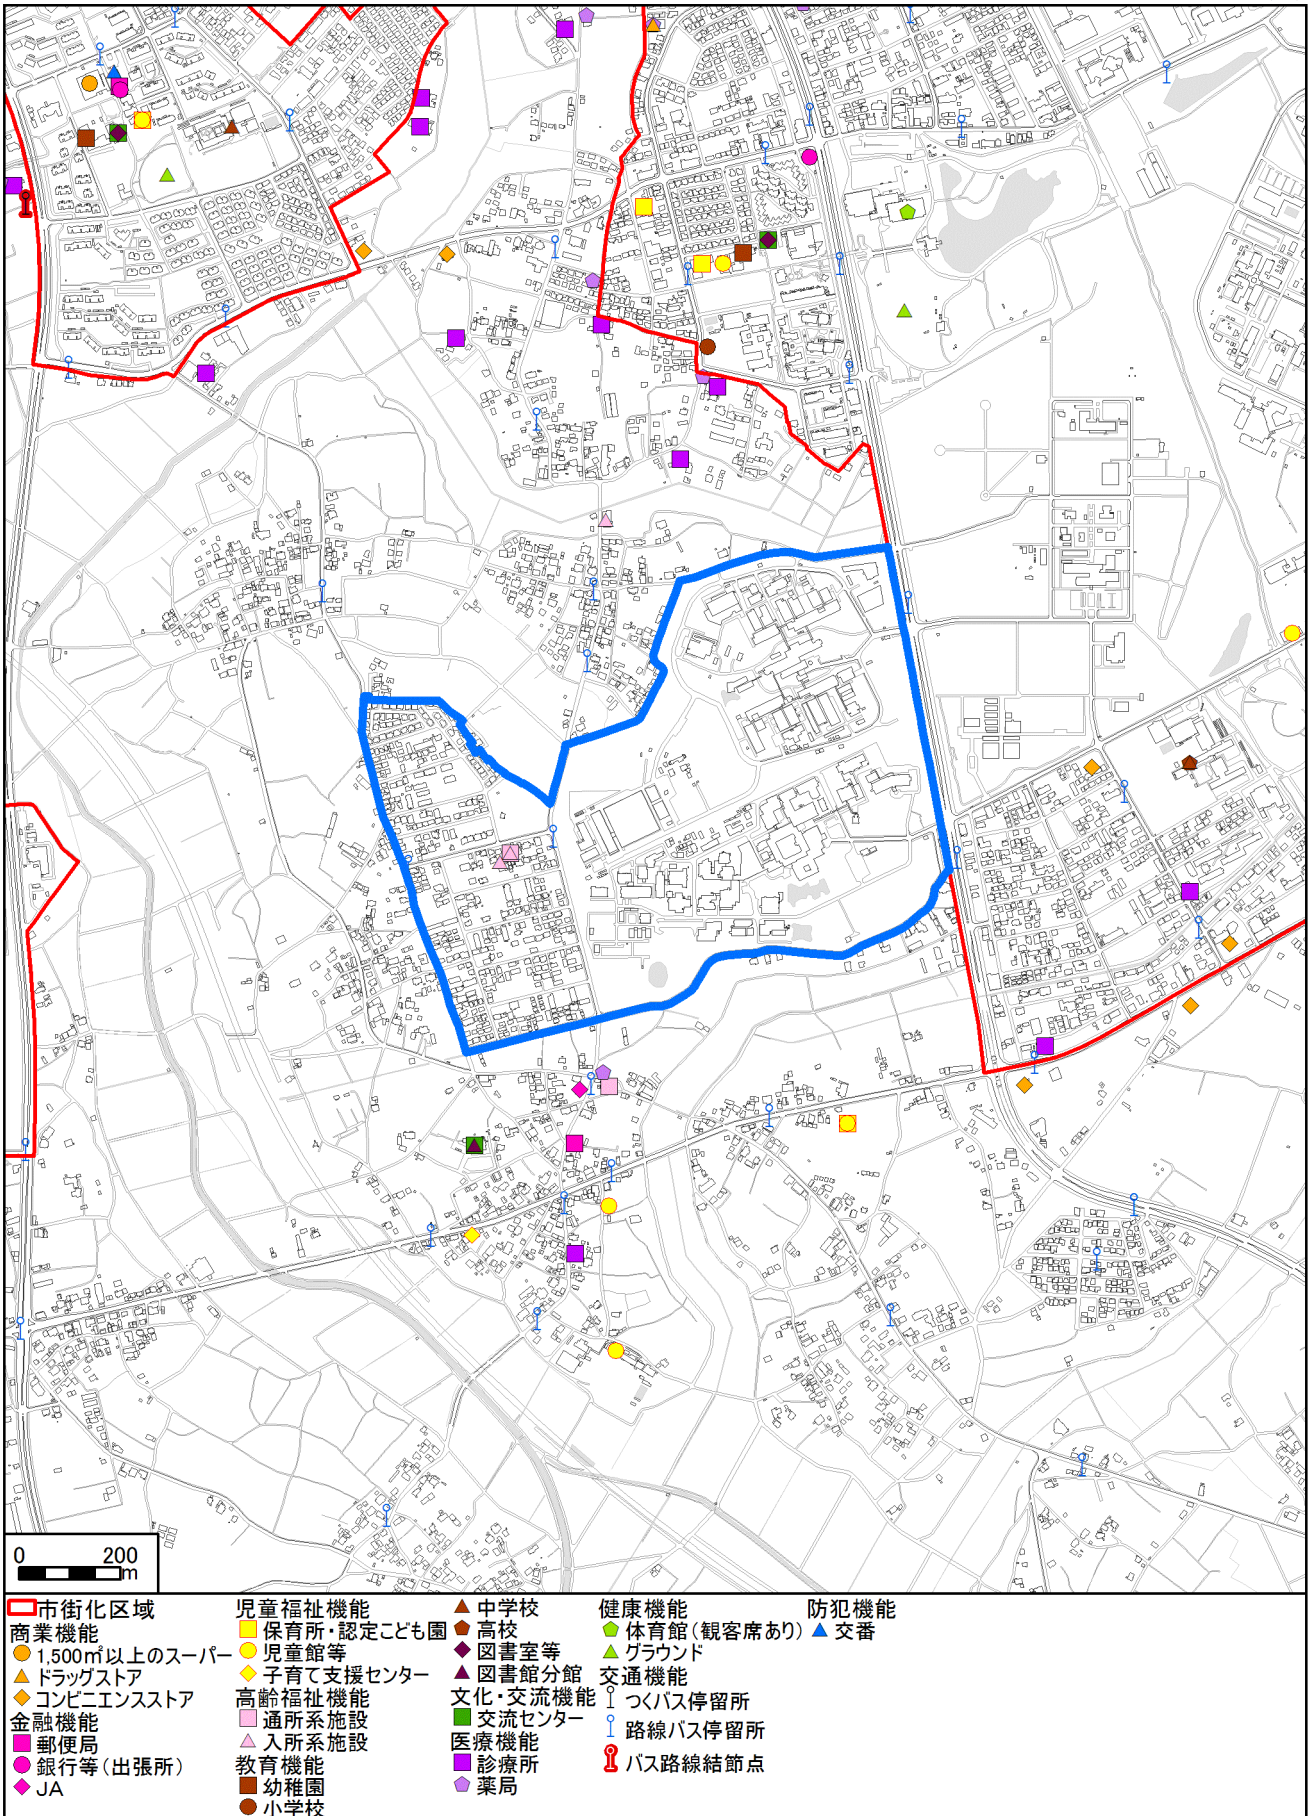 0 200
m
市街化区域
商業機能
1,500㎡以上のスーパー
ドラッグストア
コンビニエンスストア
金融機能
郵便局
銀行等(出張所)
JA
児童福祉機能
保育所・認定こども園
児童館等
子育て支援センター
高齢福祉機能
通所系施設
入所系施設
教育機能
幼稚園
小学校
中学校
高校
図書室等
図書館分館
文化・交流機能
交流センター
医療機能
診療所
薬局
健康機能
体育館(観客席あり)
グラウンド
交通機能
つくバス停留所
路線バス停留所
バス路線結節点
防犯機能
交番